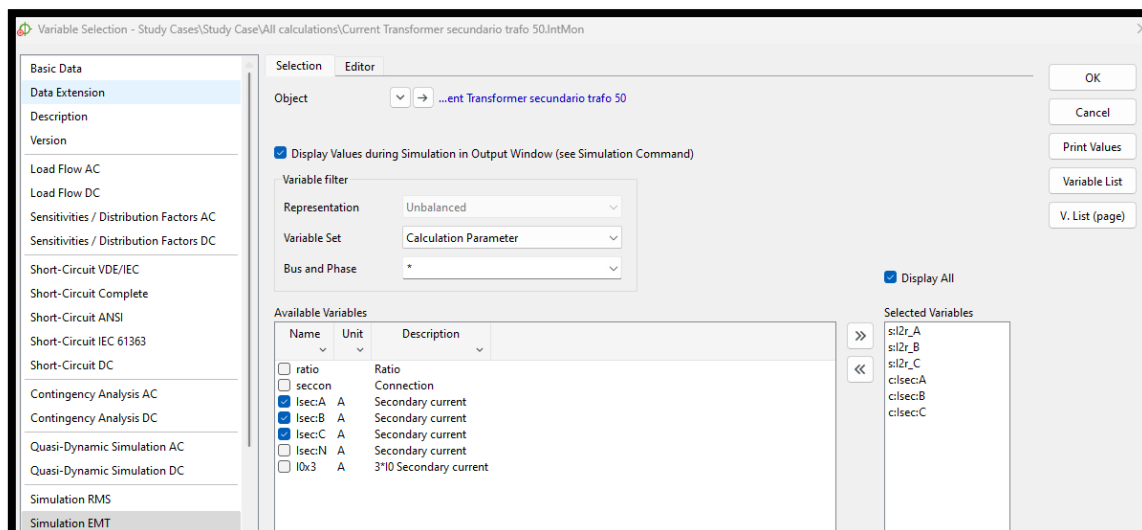 Variable Selection - Study Cases\Study Case\All calculations\Current Transformer secundario trafo 50.IntMon
Basic Data
Data Extension
Description
Version
Load Flow AC
Load Flow DC
Sensitivities / Distribution Factors AC
Sensitivities / Distribution Factors DC
Short-Circuit VDE/IEC
Short-Circuit Complete
Short-Circuit ANSI
Short-Circuit IEC 61363
Short-Circuit DC
Contingency Analysis AC
Contingency Analysis DC
Quasi-Dynamic Simulation AC
Quasi-Dynamic Simulation DC
Simulation RMS
Simulation EMT
Selection Editor
Object ...ent Transformer secundario trafo 50
Display Values during Simulation in Output Window (see Simulation Command)
Variable filter
Representation Unbalanced
Variable Set Calculation Parameter
Bus and Phase *
Available Variables
Name Unit Description
ratio Ratio
seccon Connection
Isec:A A Secondary current
Isec:B A Secondary current
Isec:C A Secondary current
Isec:N A Secondary current
I0x3 A 3*I0 Secondary current
Display All
Selected Variables
s:I2r_A
s:I2r_B
s:I2r_C
c:Isec:A
c:Isec:B
c:Isec:C
OK
Cancel
Print Values
Variable List
V. List (page)